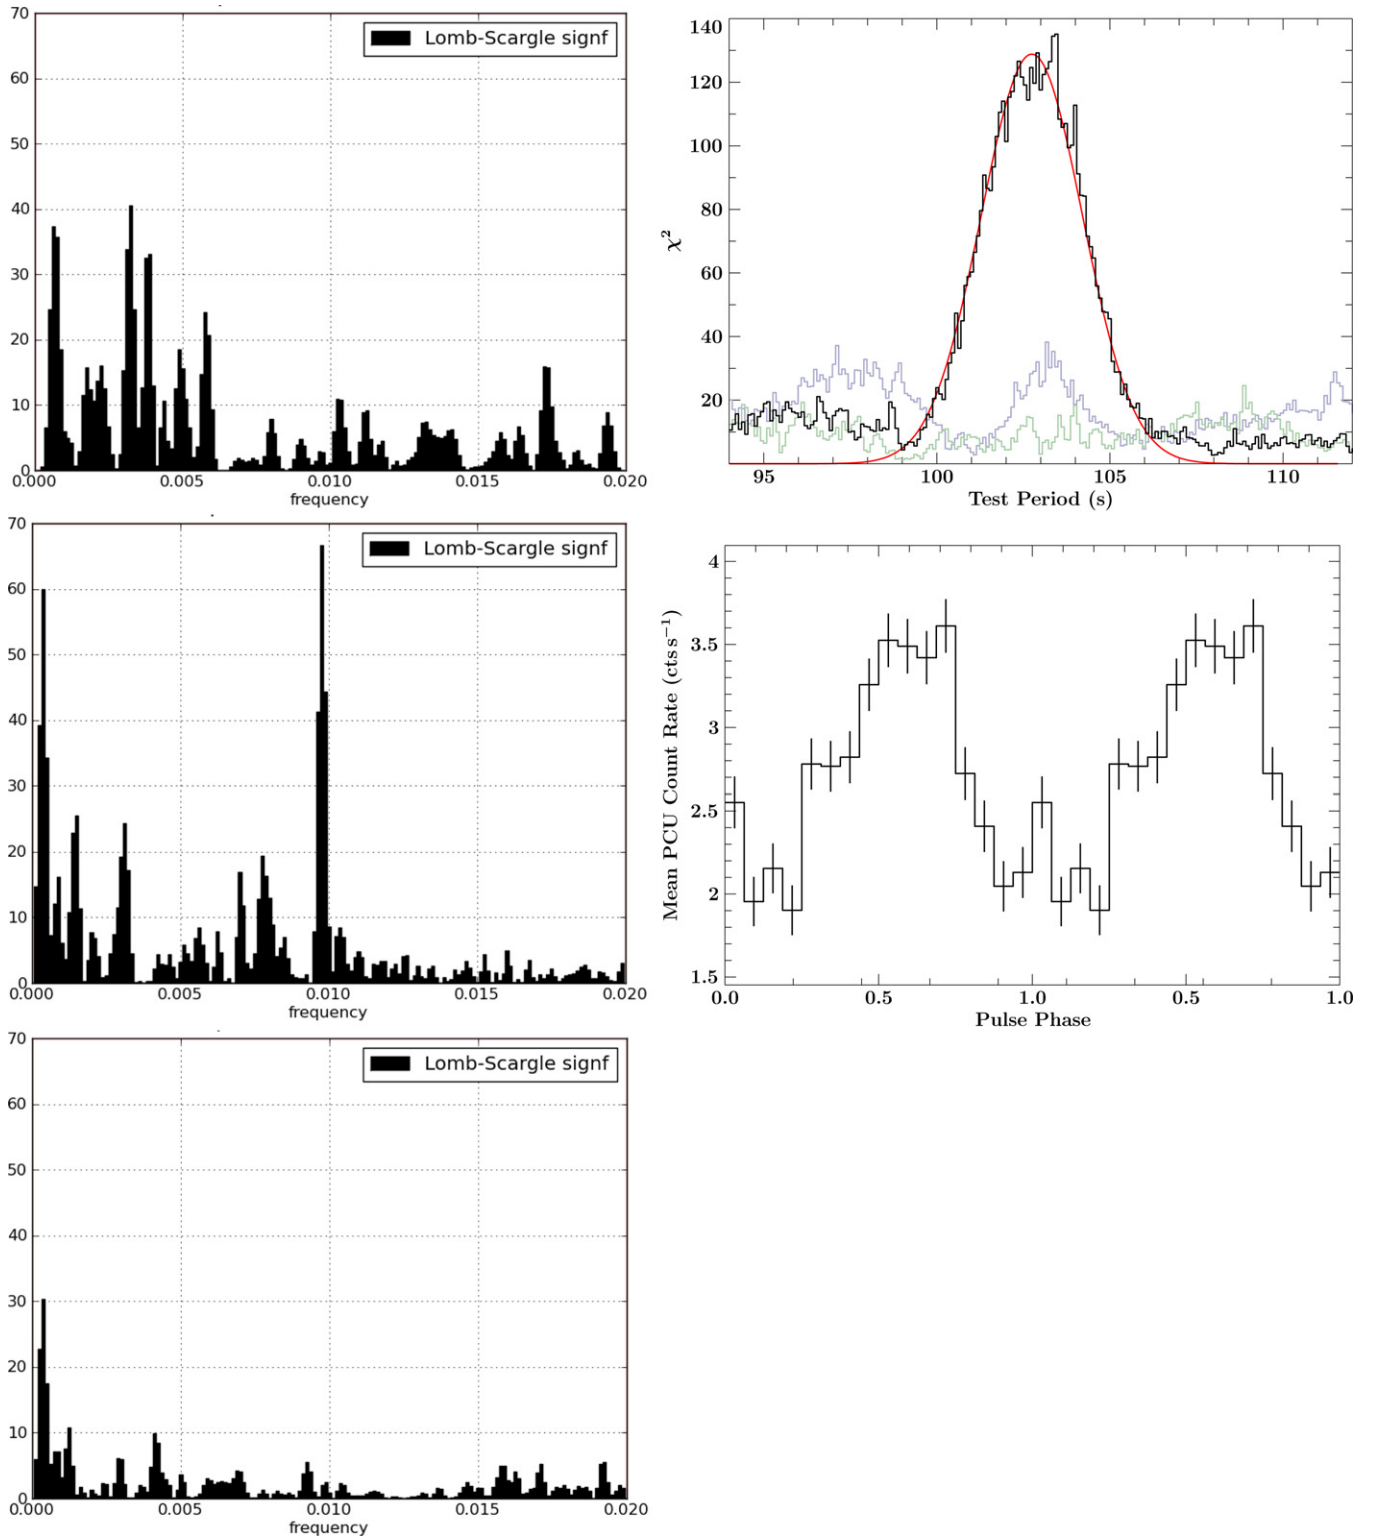 70
60
50
40
30
20
10
0
Lomb-Scargle signf
0.000 0.005 0.010 0.015 0.020
frequency
140
120
100
80
60
40
20
χ²
95 100 105 110
Test Period (s)
70
60
50
40
30
20
10
0
Lomb-Scargle signf
0.000 0.005 0.010 0.015 0.020
frequency
4
3.5
3
2.5
2
1.5
Mean PCU Count Rate (cts s⁻¹)
0.0 0.5 1.0 0.5 1.0
Pulse Phase
70
60
50
40
30
20
10
0
Lomb-Scargle signf
0.000 0.005 0.010 0.015 0.020
frequency